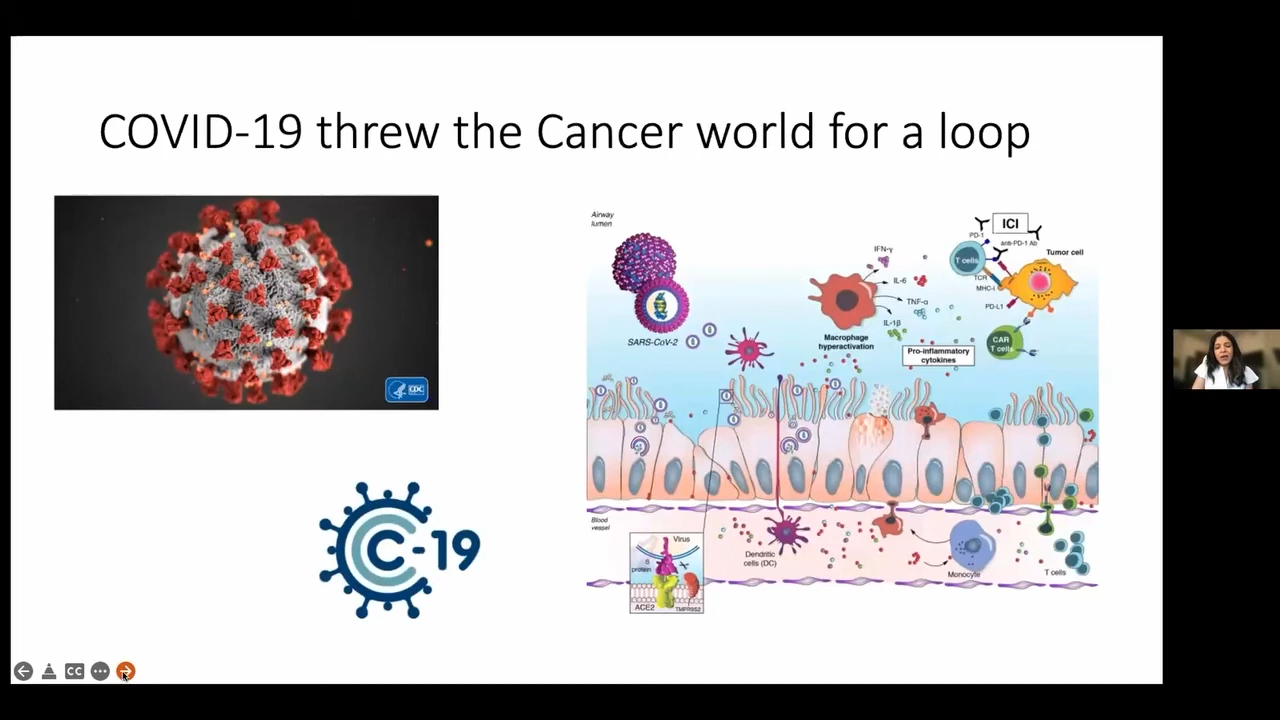 COVID-19 threw the Cancer world for a loop
CDC
C-19
Airway
lumen
SARS-CoV-2
IFN-γ
IL-6
TNF-α
IL-1β
Macrophage
hyperactivation
Pro-inflammatory
cytokines
ICI
PD-1
anti-PD-1 Ab
T cells
Tumor cell
TCR
MHC-I
PD-L1
CAR
T cells
Blood
vessel
Virus
S
protein
ACE2
TMPRSS2
Dendritic
cells (DC)
Monocyte
T cells
CC